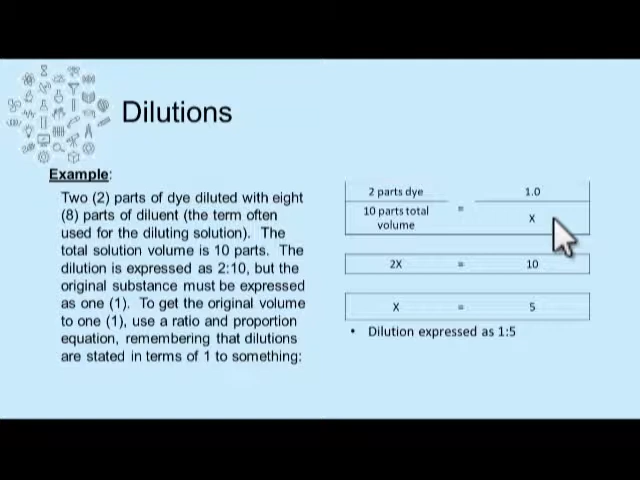 Dilutions
Example:
Two (2) parts of dye diluted with eight
(8) parts of diluent (the term often
used for the diluting solution). The
total solution volume is 10 parts. The
dilution is expressed as 2:10, but the
original substance must be expressed
as one (1). To get the original volume
to one (1), use a ratio and proportion
equation, remembering that dilutions
are stated in terms of 1 to something:
2 parts dye = 1.0
10 parts total volume X
2X = 10
X = 5
• Dilution expressed as 1:5